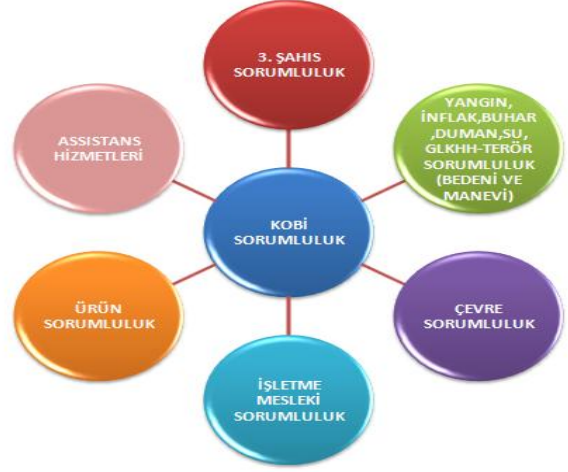 3. ŞAHIS
SORUMLULUK
YANGIN,
İNFLAK,BUHAR
,DUMAN,SU,
GLKHH-TERÖR
SORUMLULUK
(BEDENİ VE
MANEVİ)
ASSISTANS
HİZMETLERİ
KOBİ
SORUMLULUK
ÜRÜN
SORUMLULUK
ÇEVRE
SORUMLULUK
İŞLETME
MESLEKİ
SORUMLULUK